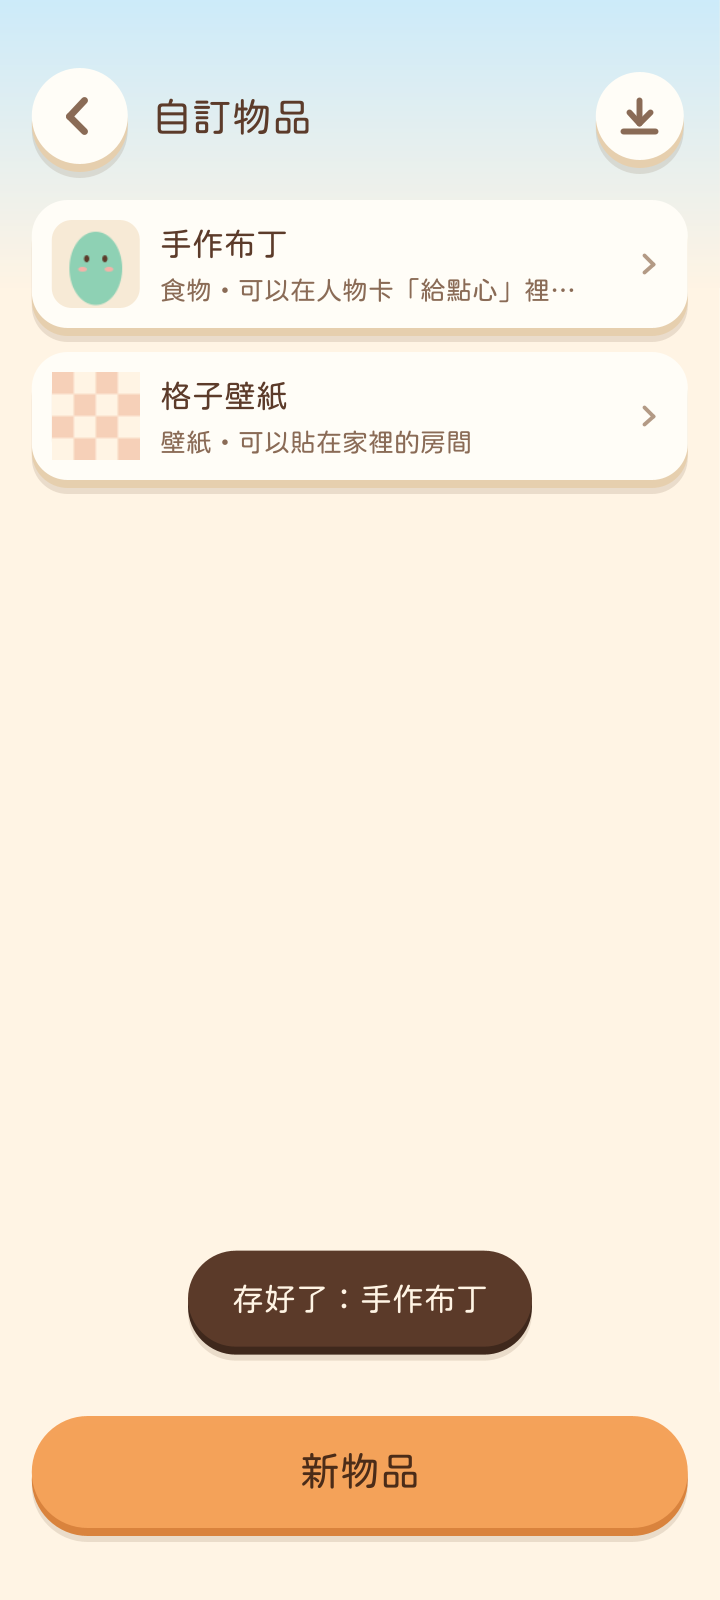 自訂物品
手作布丁
食物・可以在人物卡「給點心」裡…
格子壁紙
壁紙・可以貼在家裡的房間
存好了：手作布丁
新物品